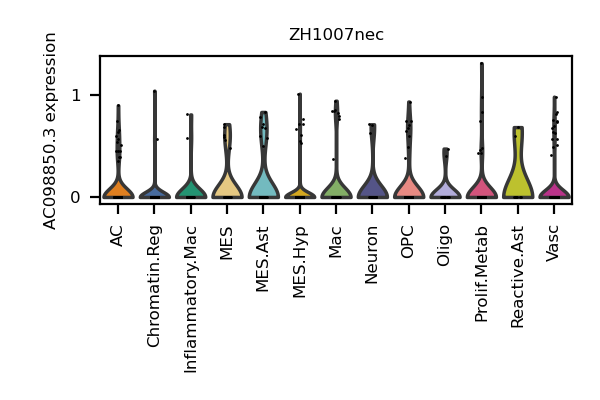 ZH1007nec
AC098850.3 expression
1
0
AC
Chromatin.Reg
Inflammatory.Mac
MES
MES.Ast
MES.Hyp
Mac
Neuron
OPC
Oligo
Prolif.Metab
Reactive.Ast
Vasc